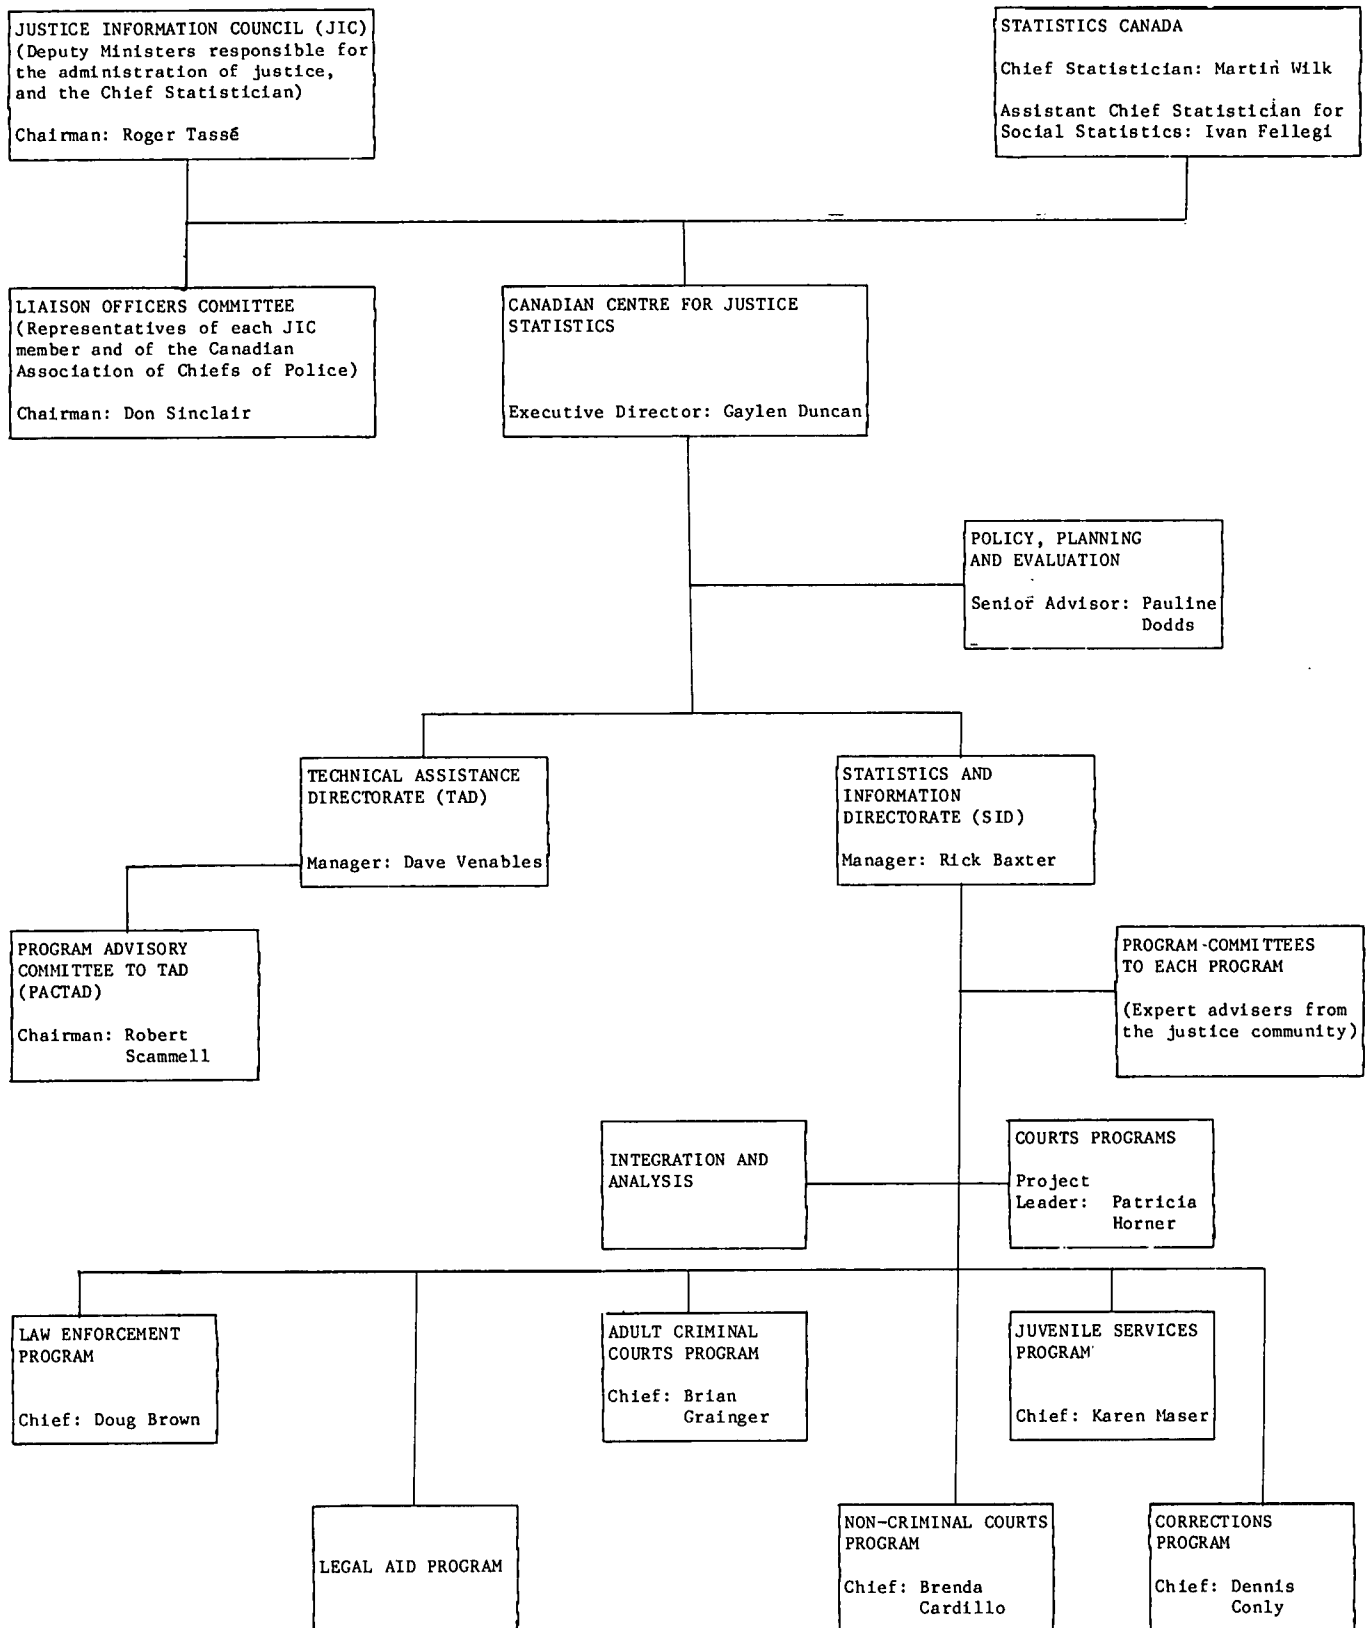 JUSTICE INFORMATION COUNCIL (JIC)
(Deputy Ministers responsible for
the administration of justice,
and the Chief Statistician)
Chairman: Roger Tassé
STATISTICS CANADA
Chief Statistician: Martin Wilk
Assistant Chief Statistician for
Social Statistics: Ivan Fellegi
LIAISON OFFICERS COMMITTEE
(Representatives of each JIC
member and of the Canadian
Association of Chiefs of Police)
Chairman: Don Sinclair
CANADIAN CENTRE FOR JUSTICE
STATISTICS
Executive Director: Gaylen Duncan
POLICY, PLANNING
AND EVALUATION
Senior Advisor: Pauline
Dodds
TECHNICAL ASSISTANCE
DIRECTORATE (TAD)
Manager: Dave Venables
STATISTICS AND
INFORMATION
DIRECTORATE (SID)
Manager: Rick Baxter
PROGRAM ADVISORY
COMMITTEE TO TAD
(PACTAD)
Chairman: Robert
Scammell
PROGRAM-COMMITTEES
TO EACH PROGRAM
(Expert advisers from
the justice community)
INTEGRATION AND
ANALYSIS
COURTS PROGRAMS
Project
Leader: Patricia
Horner
LAW ENFORCEMENT
PROGRAM
Chief: Doug Brown
ADULT CRIMINAL
COURTS PROGRAM
Chief: Brian
Grainger
JUVENILE SERVICES
PROGRAM
Chief: Karen Maser
LEGAL AID PROGRAM
NON-CRIMINAL COURTS
PROGRAM
Chief: Brenda
Cardillo
CORRECTIONS
PROGRAM
Chief: Dennis
Conly